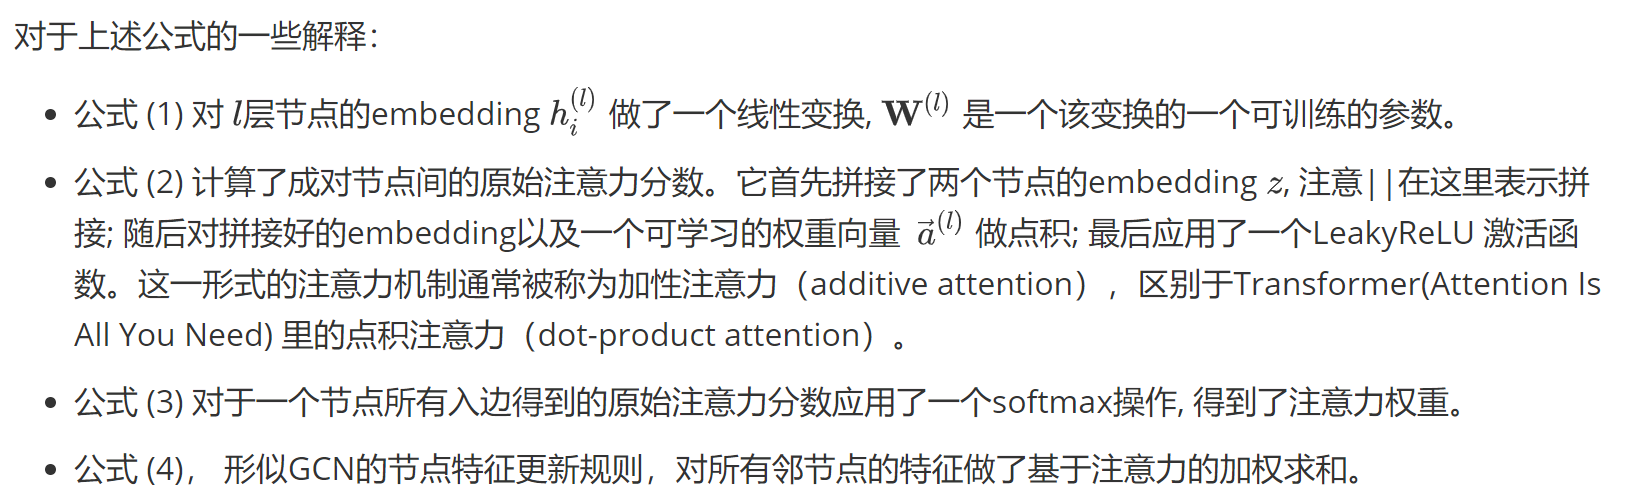 对于上述公式的一些解释：
• 公式 (1) 对 $l$层节点的embedding $h_i^{(l)}$ 做了一个线性变换, $\mathbf{W}^{(l)}$ 是一个该变换的一个可训练的参数。
• 公式 (2) 计算了成对节点间的原始注意力分数。它首先拼接了两个节点的embedding $z$, 注意||在这里表示拼
接; 随后对拼接好的embedding以及一个可学习的权重向量 $\vec{a}^{(l)}$ 做点积; 最后应用了一个LeakyReLU 激活函
数。这一形式的注意力机制通常被称为加性注意力（additive attention），区别于Transformer(Attention Is
All You Need) 里的点积注意力（dot-product attention）。
• 公式 (3) 对于一个节点所有入边得到的原始注意力分数应用了一个softmax操作, 得到了注意力权重。
• 公式 (4)， 形似GCN的节点特征更新规则，对所有邻节点的特征做了基于注意力的加权求和。